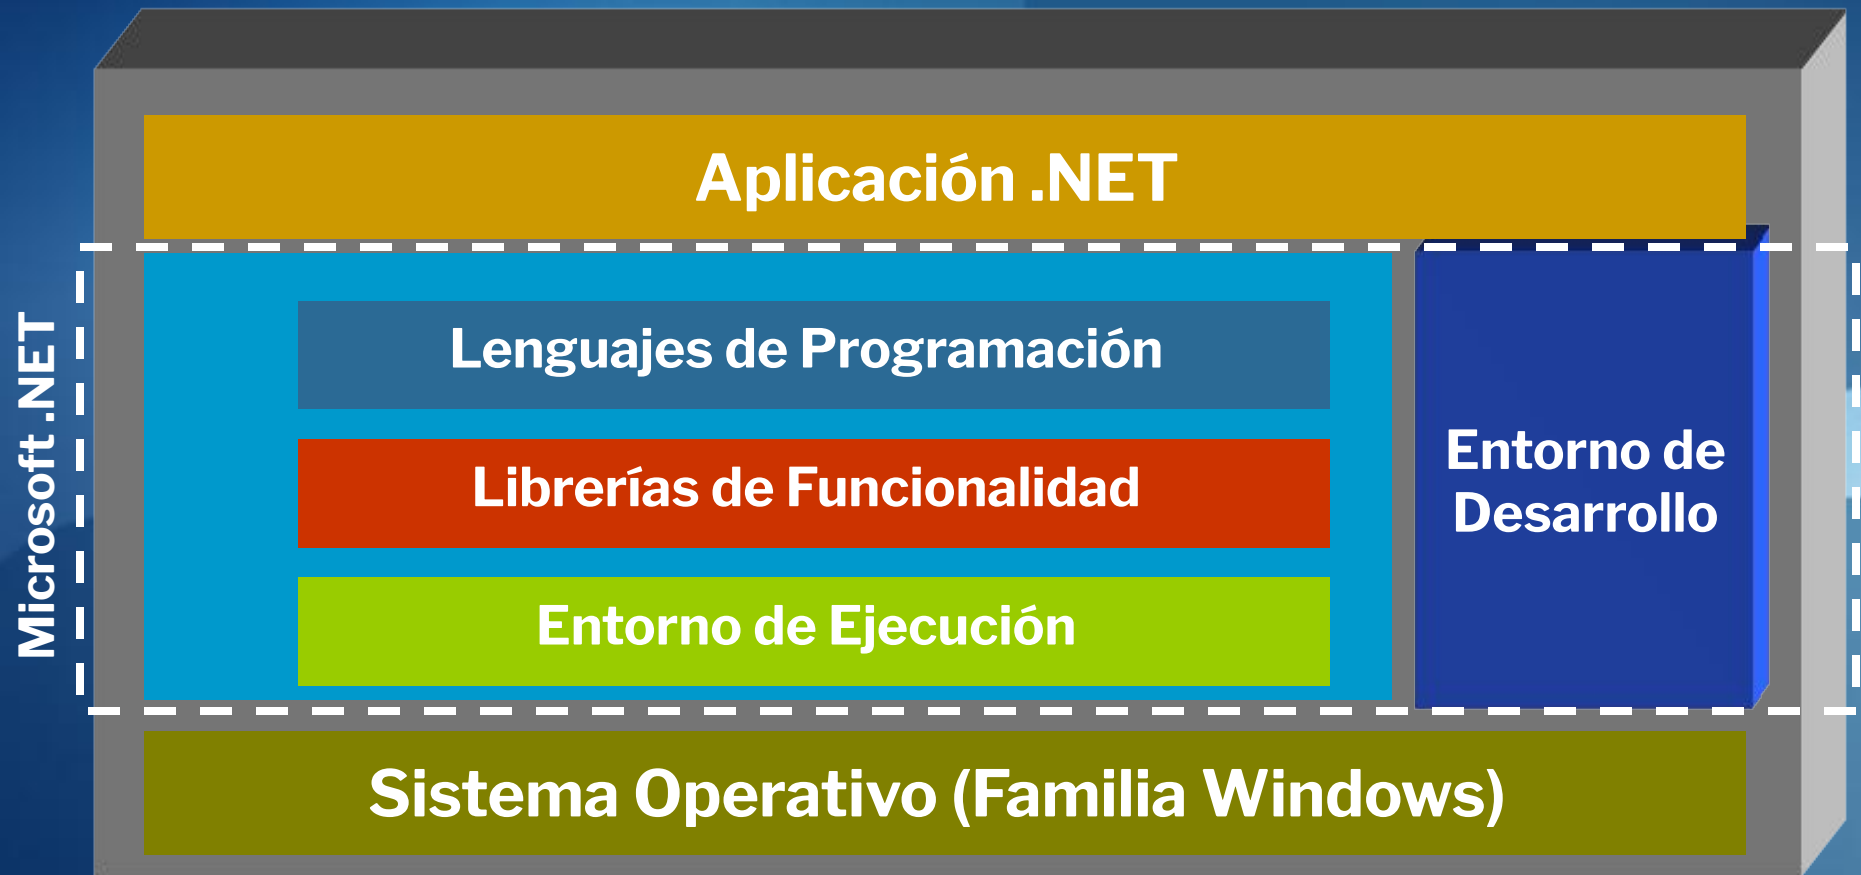 Aplicación .NET
Microsoft .NET
Lenguajes de Programación
Librerías de Funcionalidad
Entorno de Ejecución
Entorno de
Desarrollo
Sistema Operativo (Familia Windows)